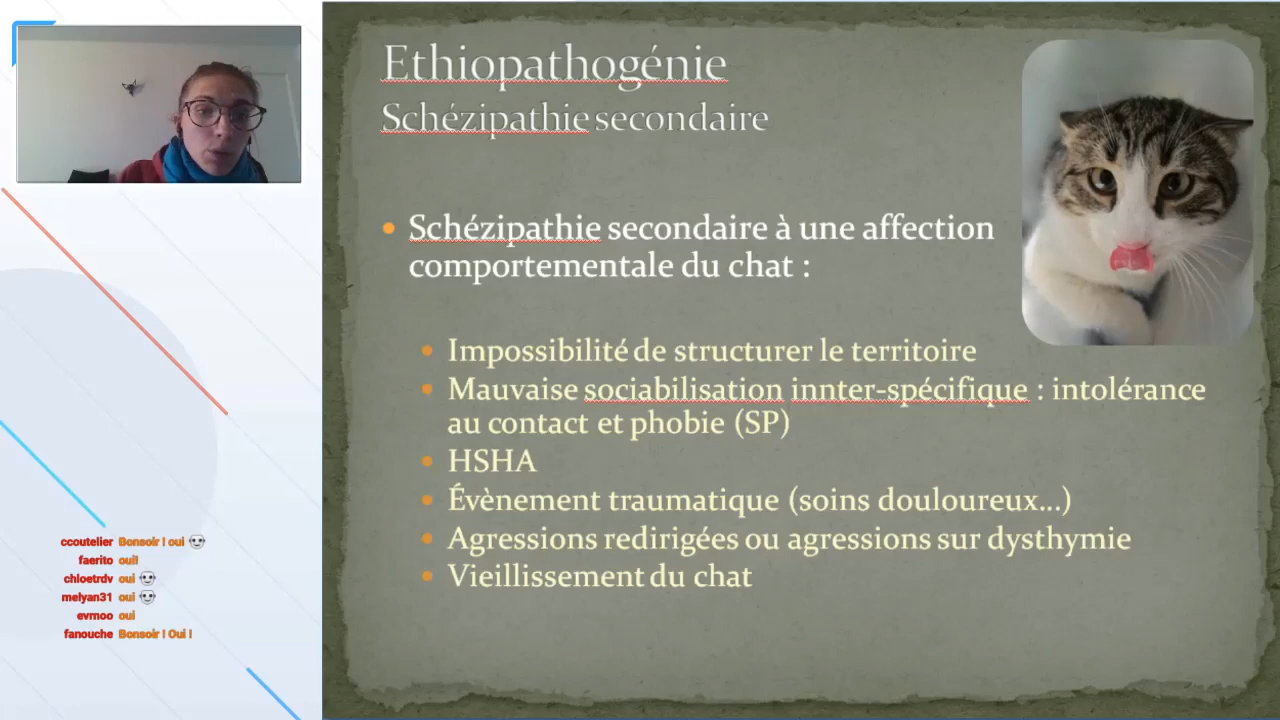 Ethiopathogénie
Schézipathie secondaire
Schézipathie secondaire à une affection
comportementale du chat :
Impossibilité de structurer le territoire
Mauvaise sociabilisation innter-spécifique : intolérance
au contact et phobie (SP)
HSHA
Évènement traumatique (soins douloureux...)
Agressions redirigées ou agressions sur dysthymie
Vieillissement du chat
ccoutelier Bonsoir ! oui
faerito oui!
chloetrdv oui
melyan31 oui
evrnoo oui
fanouche Bonsoir ! Oui !